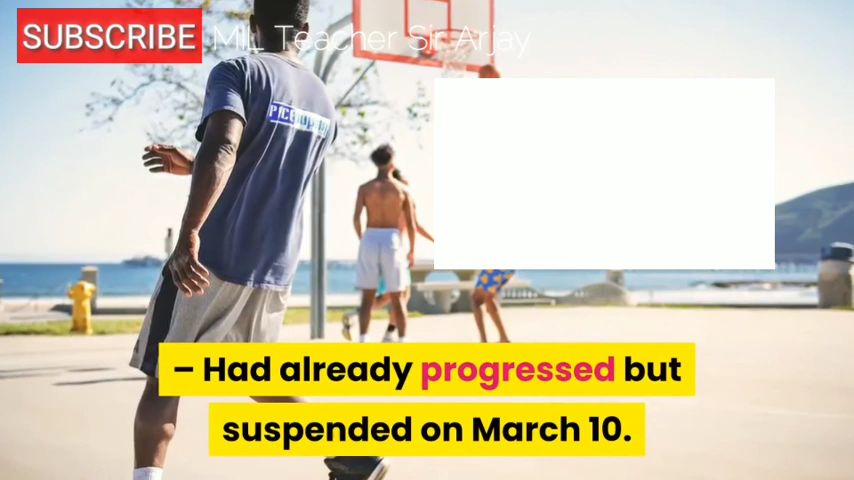 SUBSCRIBE MIL Teacher Sir Arjay
– Had already progressed but
suspended on March 10.